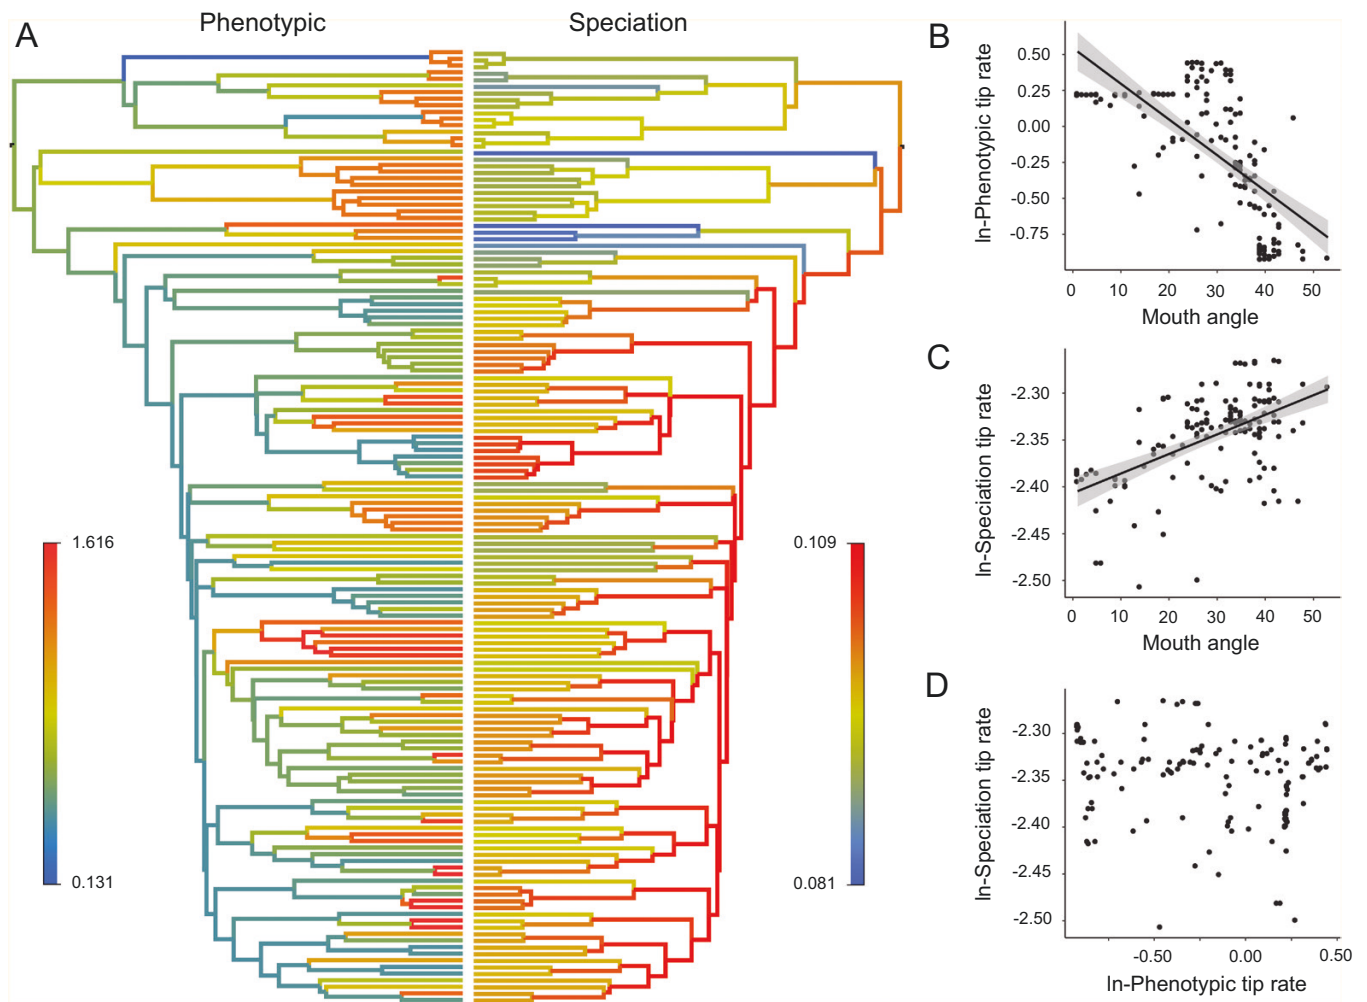 A
Phenotypic
Speciation
1.616
0.131
0.109
0.081
B
ln-Phenotypic tip rate
0.50
0.25
0.00
-0.25
-0.50
-0.75
0 10 20 30 40 50
Mouth angle
C
ln-Speciation tip rate
-2.30
-2.35
-2.40
-2.45
-2.50
0 10 20 30 40 50
Mouth angle
D
ln-Speciation tip rate
-2.30
-2.35
-2.40
-2.45
-2.50
-0.50 0.00 0.50
ln-Phenotypic tip rate